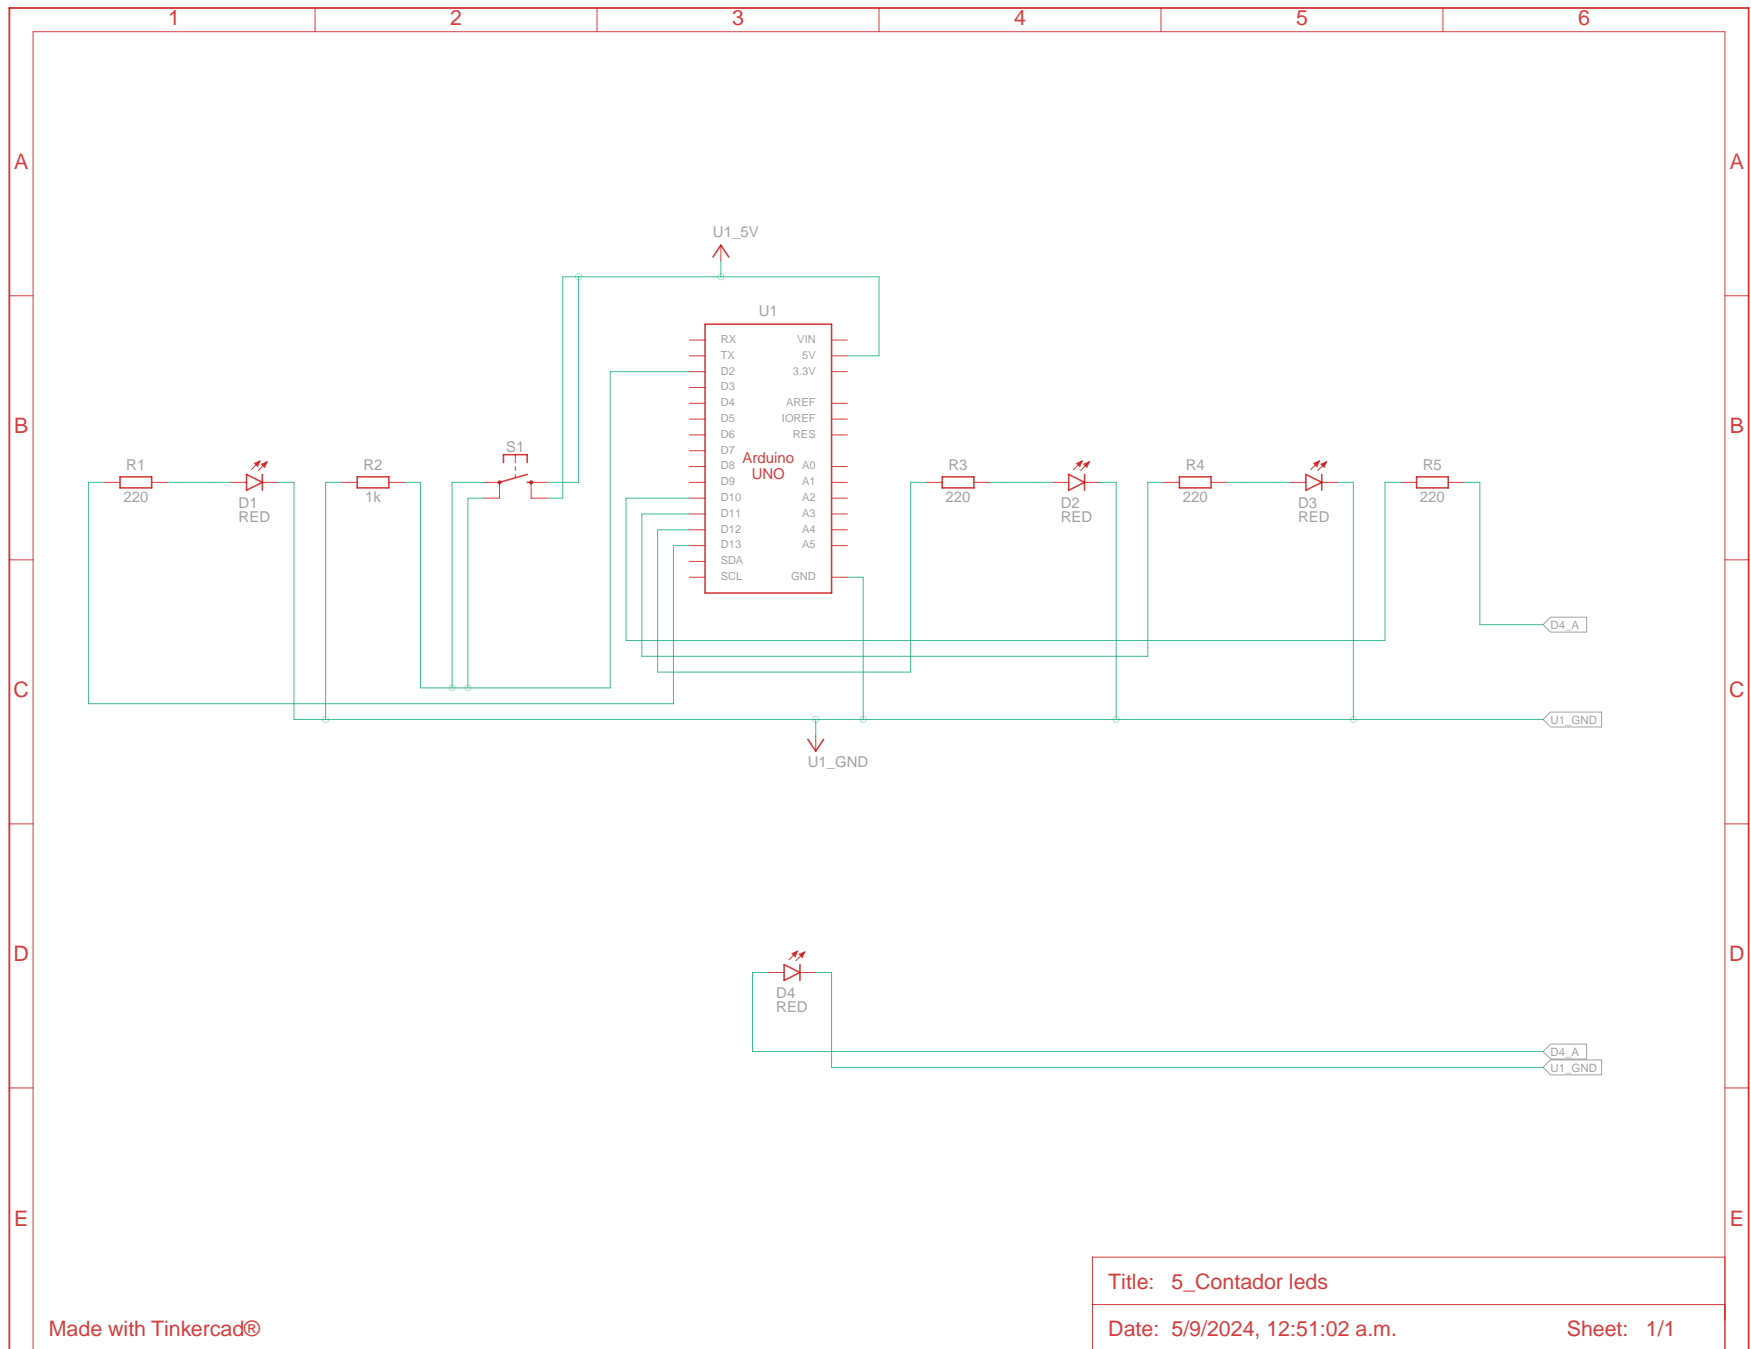 1 2 3 4 5 6
A A
U1_5V
B B
U1
RX VIN
TX 5V
D2 3.3V
D3
D4 AREF
D5 IOREF
D6 RES
D7
D8 A0
D9 A1
D10 A2
D11 A3
D12 A4
D13 A5
SDA
SCL GND
Arduino
UNO
R1
220
D1
RED
R2
1k
S1
R3
220
D2
RED
R4
220
D3
RED
R5
220
D4_A
C C
U1_GND
U1_GND
D D
D4
RED
D4_A
U1_GND
E E
Title: 5_Contador leds
Made with Tinkercad®
Date: 5/9/2024, 12:51:02 a.m. Sheet: 1/1